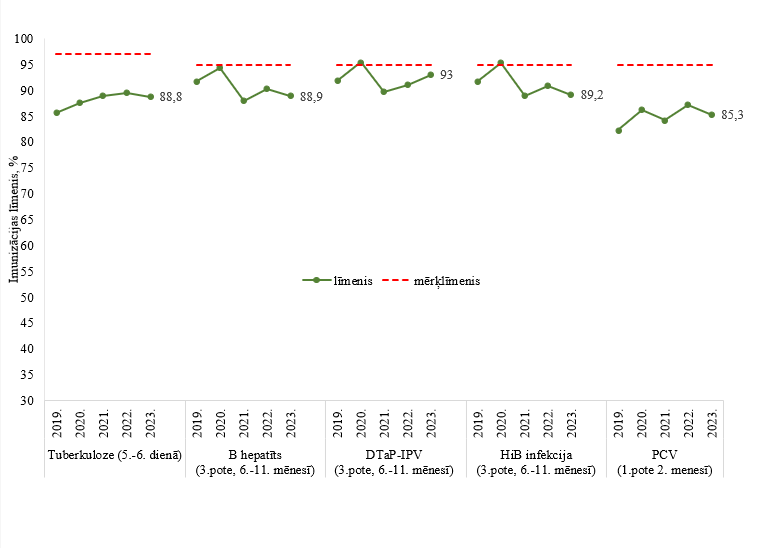 Imunizācijas līmenis, %
100
95
90
85
80
75
70
65
60
55
50
45
40
35
30
88,8
88,9
93
89,2
85,3
līmenis
mērķlīmenis
2019. 2020. 2021. 2022. 2023.
2019. 2020. 2021. 2022. 2023.
2019. 2020. 2021. 2022. 2023.
2019. 2020. 2021. 2022. 2023.
2019. 2020. 2021. 2022. 2023.
Tuberkuloze (5.-6. dienā)
B hepatīts
(3.pote, 6.-11. mēnesī)
DTaP-IPV
(3.pote, 6.-11. mēnesī)
HiB infekcija
(3.pote, 6.-11. mēnesī)
PCV
(1.pote 2. menesī)